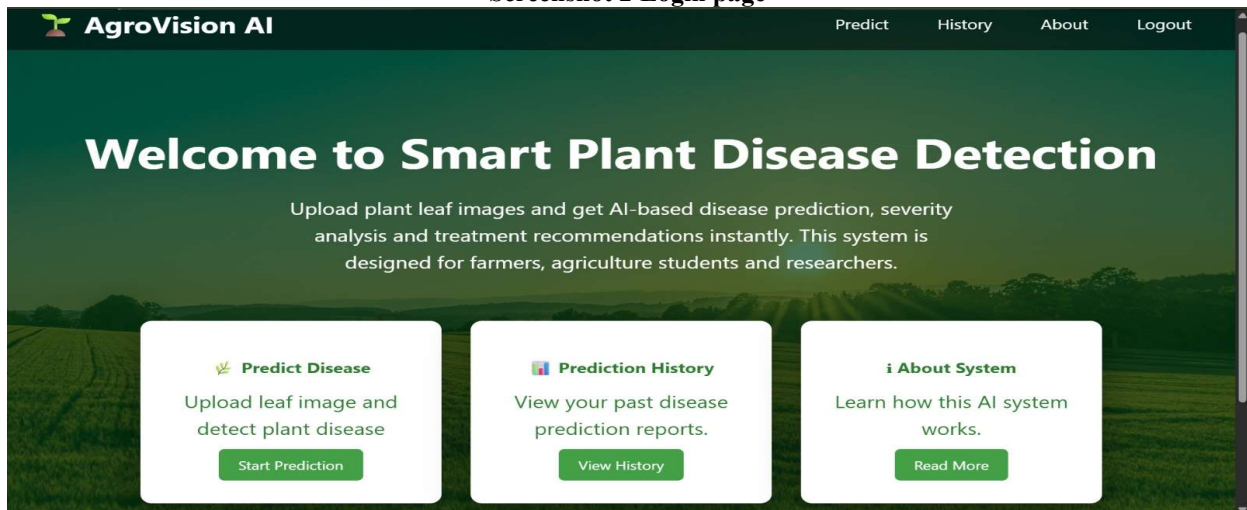 Screenshot 1 Login page
AgroVision AI
Predict History About Logout
Welcome to Smart Plant Disease Detection
Upload plant leaf images and get AI-based disease prediction, severity
analysis and treatment recommendations instantly. This system is
designed for farmers, agriculture students and researchers.
Predict Disease
Upload leaf image and
detect plant disease
Start Prediction
Prediction History
View your past disease
prediction reports.
View History
i About System
Learn how this AI system
works.
Read More